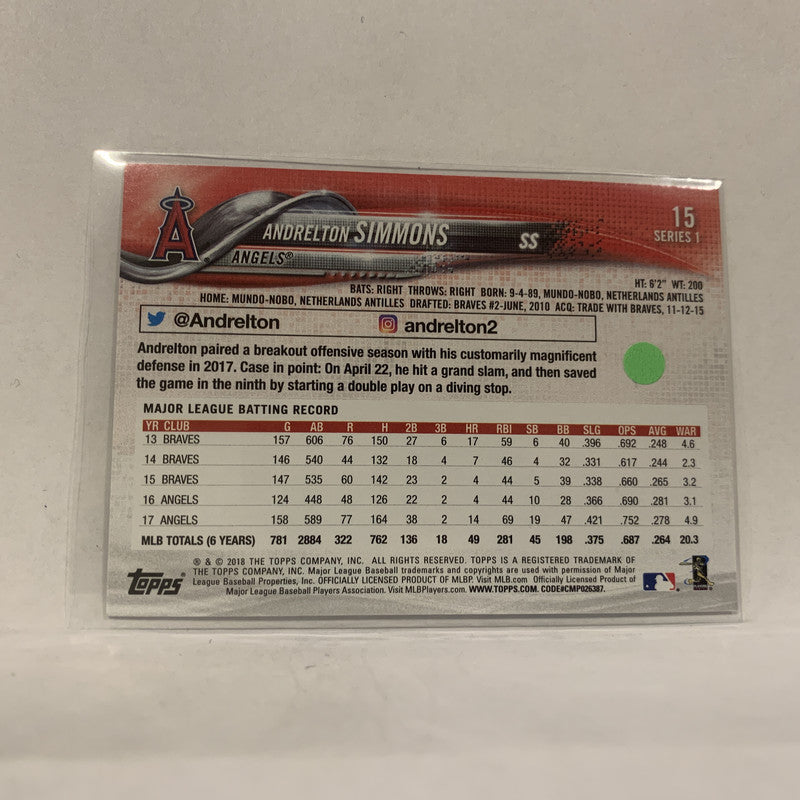 A
ANDRELTON SIMMONS
SS
ANGELS®
15
SERIES 1
HT: 6'2" WT: 200
BATS: RIGHT THROWS: RIGHT BORN: 9-4-89, MUNDO-NOBO, NETHERLANDS ANTILLES
HOME: MUNDO-NOBO, NETHERLANDS ANTILLES DRAFTED: BRAVES #2-JUNE, 2010 ACQ: TRADE WITH BRAVES, 11-12-15
@Andrelton andrelton2
Andrelton paired a breakout offensive season with his customarily magnificent
defense in 2017. Case in point: On April 22, he hit a grand slam, and then saved
the game in the ninth by starting a double play on a diving stop.
MAJOR LEAGUE BATTING RECORD
YR CLUB G AB R H 2B 3B HR RBI SB BB SLG OPS AVG WAR
13 BRAVES 157 606 76 150 27 6 17 59 6 40 .396 .692 .248 4.6
14 BRAVES 146 540 44 132 18 4 7 46 4 32 .331 .617 .244 2.3
15 BRAVES 147 535 60 142 23 2 4 44 5 39 .338 .660 .265 3.2
16 ANGELS 124 448 48 126 22 2 4 44 10 28 .366 .690 .281 3.1
17 ANGELS 158 589 77 164 38 2 14 69 19 47 .421 .752 .278 4.9
MLB TOTALS (6 YEARS) 781 2884 322 762 136 18 49 281 45 198 .375 .687 .264 20.3
® & © 2018 THE TOPPS COMPANY, INC. ALL RIGHTS RESERVED. TOPPS IS A REGISTERED TRADEMARK OF
THE TOPPS COMPANY, INC. Major League Baseball trademarks and copyrights are used with permission of Major
League Baseball Properties, Inc. OFFICIALLY LICENSED PRODUCT OF MLBP. Visit MLB.com Officially Licensed Product of
Major League Baseball Players Association. Visit MLBPlayers.com. WWW.TOPPS.COM. CODE#CMP026387.
topps